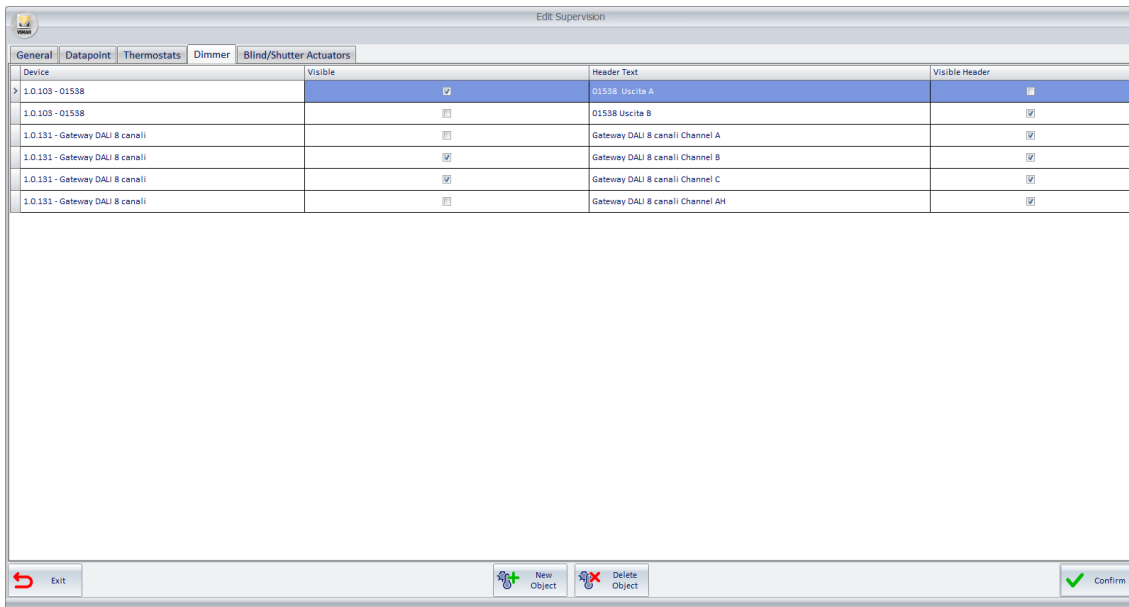 Edit Supervision
VIMAR
General Datapoint Thermostats Dimmer Blind/Shutter Actuators
Device Visible Header Text Visible Header
1.0.103 - 01538 01538 Uscita A
1.0.103 - 01538 01538 Uscita B
1.0.131 - Gateway DALI 8 canali Gateway DALI 8 canali Channel A
1.0.131 - Gateway DALI 8 canali Gateway DALI 8 canali Channel B
1.0.131 - Gateway DALI 8 canali Gateway DALI 8 canali Channel C
1.0.131 - Gateway DALI 8 canali Gateway DALI 8 canali Channel AH
Exit
New
Object
Delete
Object
Confirm